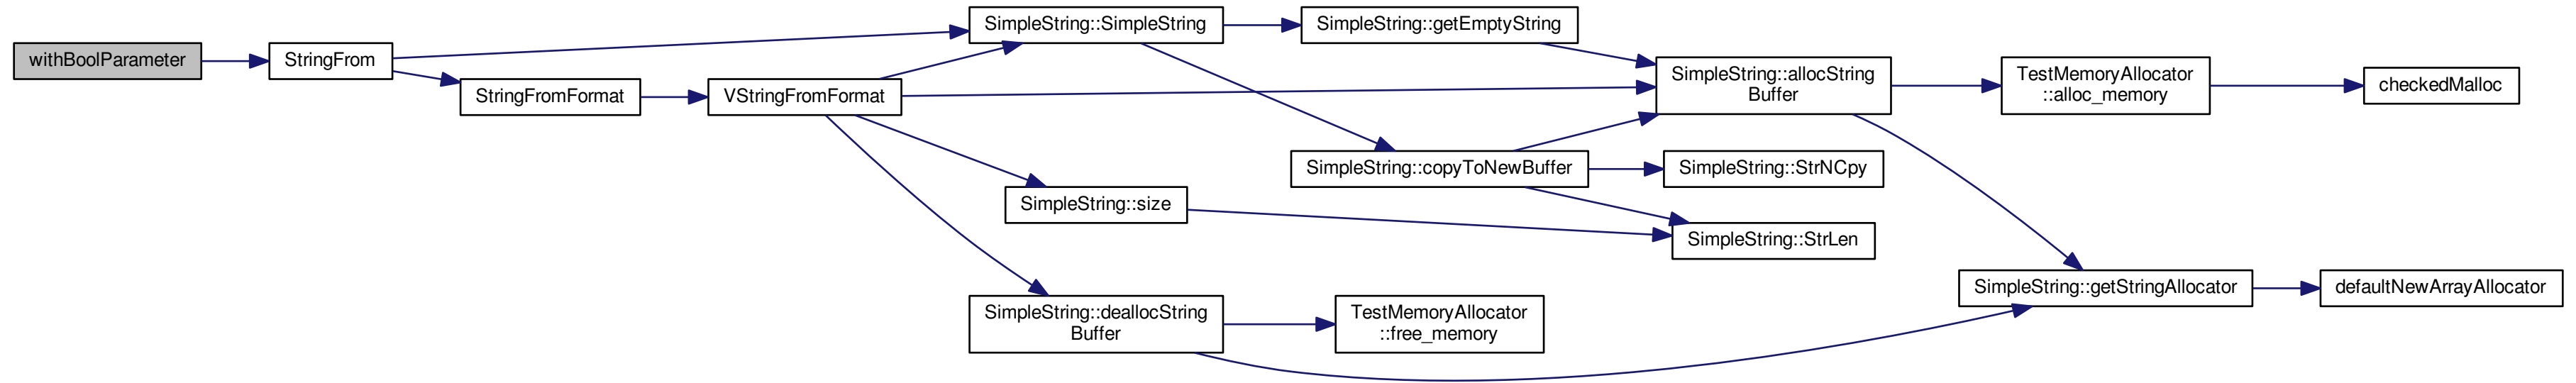 withBoolParameter
StringFrom
StringFromFormat
VStringFromFormat
SimpleString::SimpleString
SimpleString::getEmptyString
SimpleString::allocString
Buffer
TestMemoryAllocator
::alloc_memory
checkedMalloc
SimpleString::copyToNewBuffer
SimpleString::StrNCpy
SimpleString::size
SimpleString::StrLen
SimpleString::deallocString
Buffer
TestMemoryAllocator
::free_memory
SimpleString::getStringAllocator
defaultNewArrayAllocator